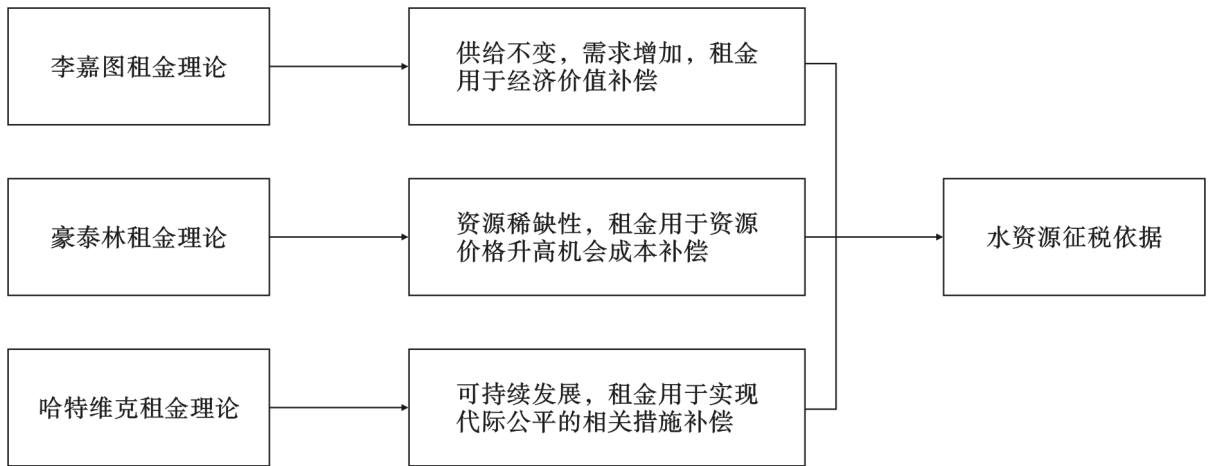 李嘉图租金理论
供给不变，需求增加，租金
用于经济价值补偿
豪泰林租金理论
资源稀缺性，租金用于资源
价格升高机会成本补偿
水资源征税依据
哈特维克租金理论
可持续发展，租金用于实现
代际公平的相关措施补偿